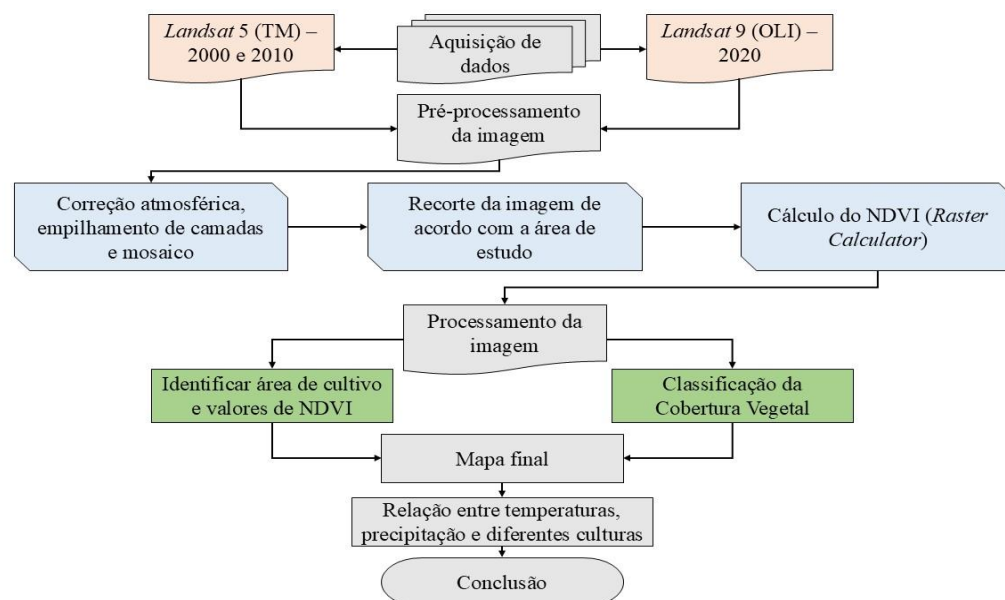 Landsat 5 (TM) –
2000 e 2010
Aquisição de
dados
Landsat 9 (OLI) –
2020
Pré-processamento
da imagem
Correção atmosférica,
empilhamento de camadas
e mosaico
Recorte da imagem de
acordo com a área de
estudo
Cálculo do NDVI (Raster
Calculator)
Processamento da
imagem
Identificar área de cultivo
e valores de NDVI
Classificação da
Cobertura Vegetal
Mapa final
Relação entre temperaturas,
precipitação e diferentes culturas
Conclusão